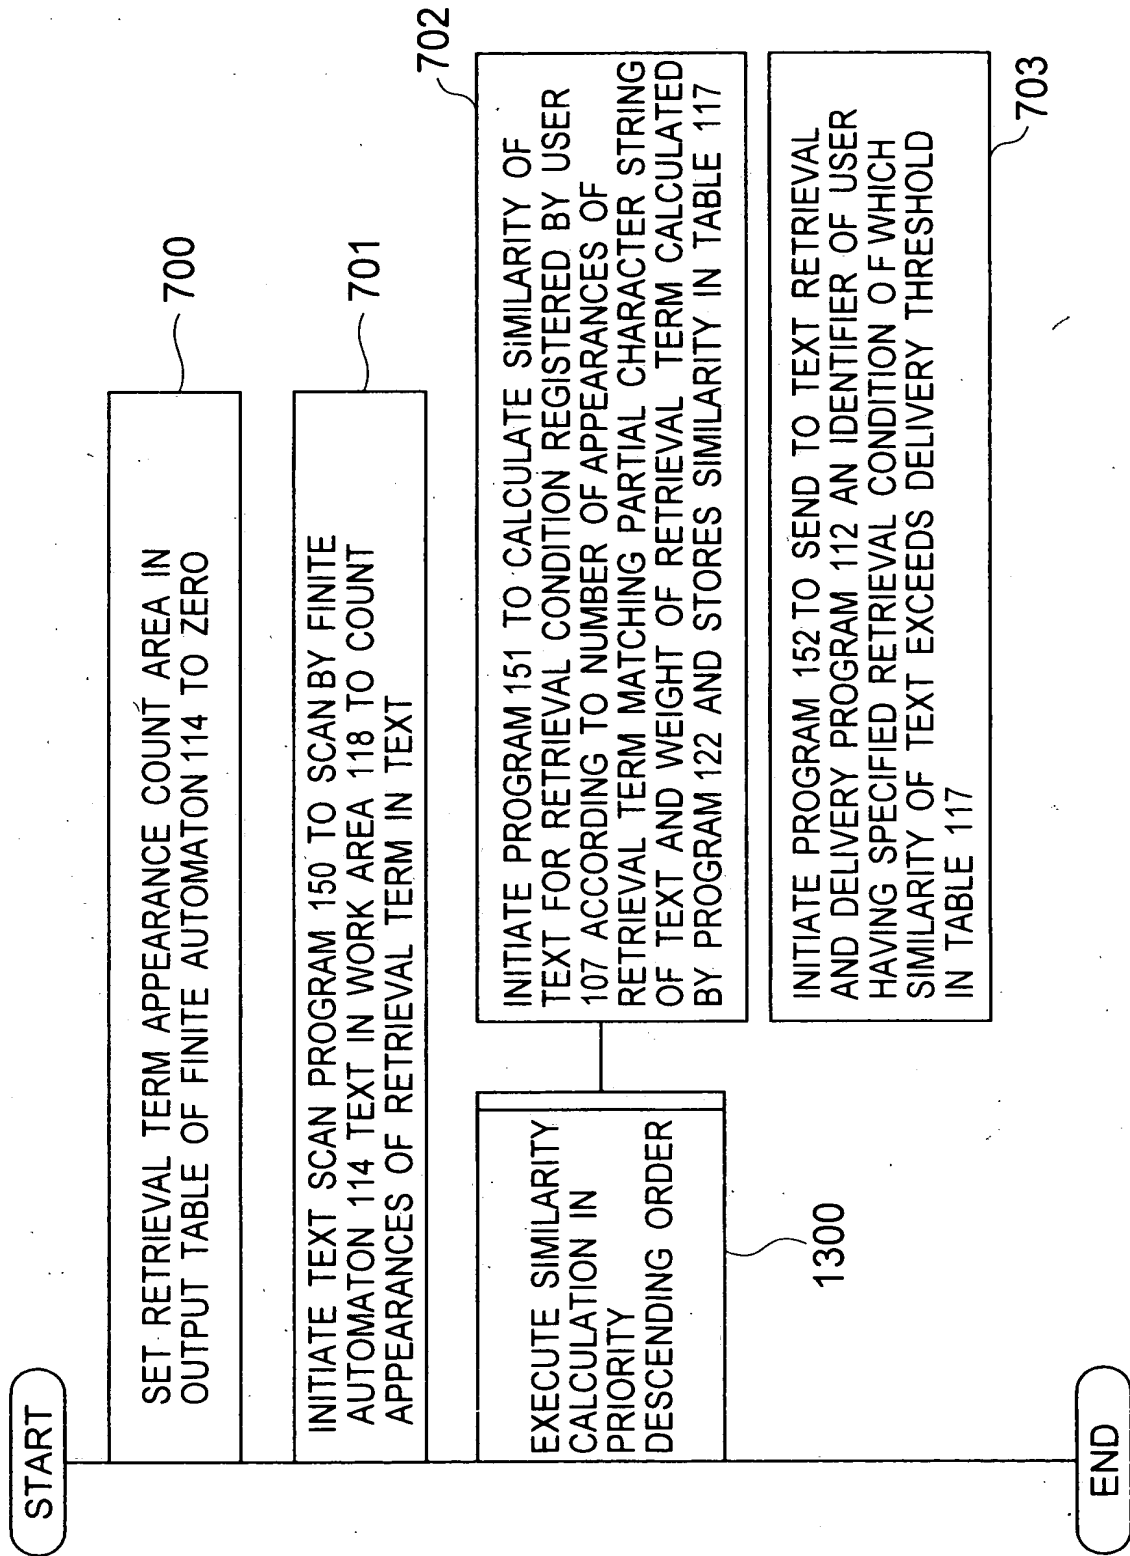 START
SET RETRIEVAL TERM APPEARANCE COUNT AREA IN
OUTPUT TABLE OF FINITE AUTOMATON 114 TO ZERO
700
INITIATE TEXT SCAN PROGRAM 150 TO SCAN BY FINITE
AUTOMATON 114 TEXT IN WORK AREA 118 TO COUNT
APPEARANCES OF RETRIEVAL TERM IN TEXT
701
EXECUTE SIMILARITY
CALCULATION IN
PRIORITY
DESCENDING ORDER
1300
INITIATE PROGRAM 151 TO CALCULATE SIMILARITY OF
TEXT FOR RETRIEVAL CONDITION REGISTERED BY USER
107 ACCORDING TO NUMBER OF APPEARANCES OF
RETRIEVAL TERM MATCHING PARTIAL CHARACTER STRING
OF TEXT AND WEIGHT OF RETRIEVAL TERM CALCULATED
BY PROGRAM 122 AND STORES SIMILARITY IN TABLE 117
702
INITIATE PROGRAM 152 TO SEND TO TEXT RETRIEVAL
AND DELIVERY PROGRAM 112 AN IDENTIFIER OF USER
HAVING SPECIFIED RETRIEVAL CONDITION OF WHICH
SIMILARITY OF TEXT EXCEEDS DELIVERY THRESHOLD
IN TABLE 117
703
END